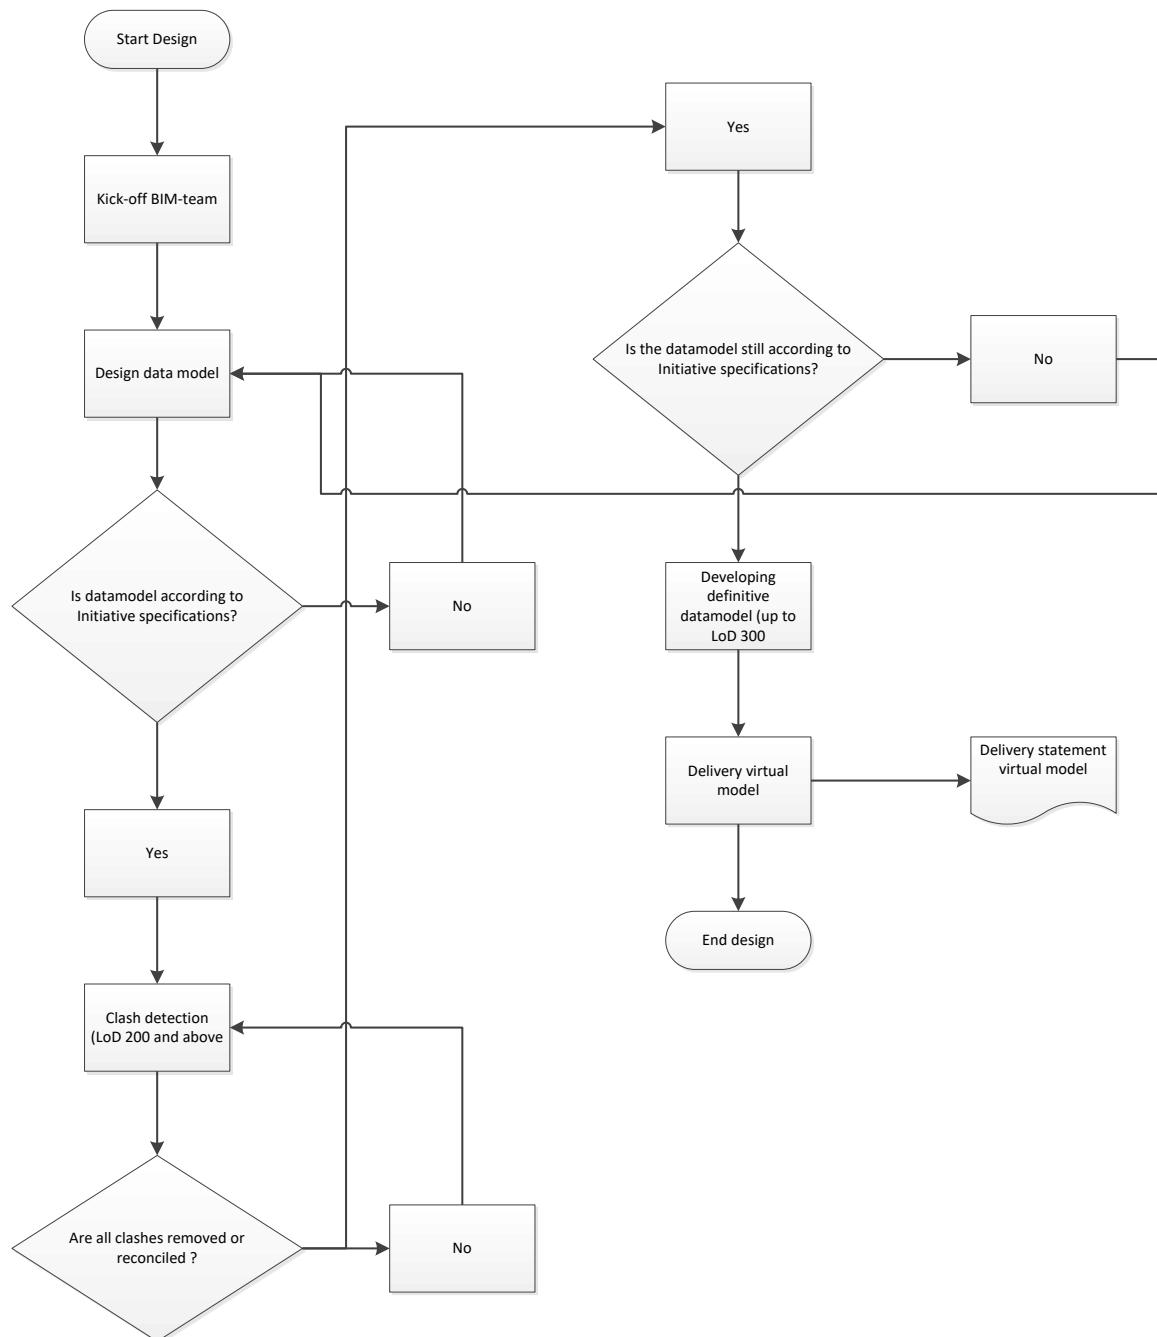 Start Design
Kick-off BIM-team
Design data model
Is datamodel according to
Initiative specifications?
No
Yes
Clash detection
(LoD 200 and above
Are all clashes removed or
reconciled ?
No
Yes
Is the datamodel still according to
Initiative specifications?
No
Developing
definitive
datamodel (up to
LoD 300
Delivery virtual
model
Delivery statement
virtual model
End design